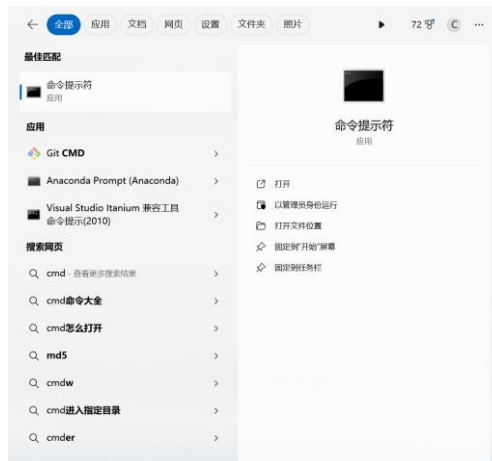 全部 应用 文档 网页 设置 文件夹 照片 72 C ...
最佳匹配
命令提示符
应用
应用
Git CMD
Anaconda Prompt (Anaconda)
Visual Studio Itanium 兼容工具
命令提示(2010)
搜索网页
cmd - 查看更多搜索结果
cmd命令大全
cmd怎么打开
md5
cmdw
cmd进入指定目录
cmder
命令提示符
应用
打开
以管理员身份运行
打开文件位置
固定到"开始"屏幕
固定到任务栏